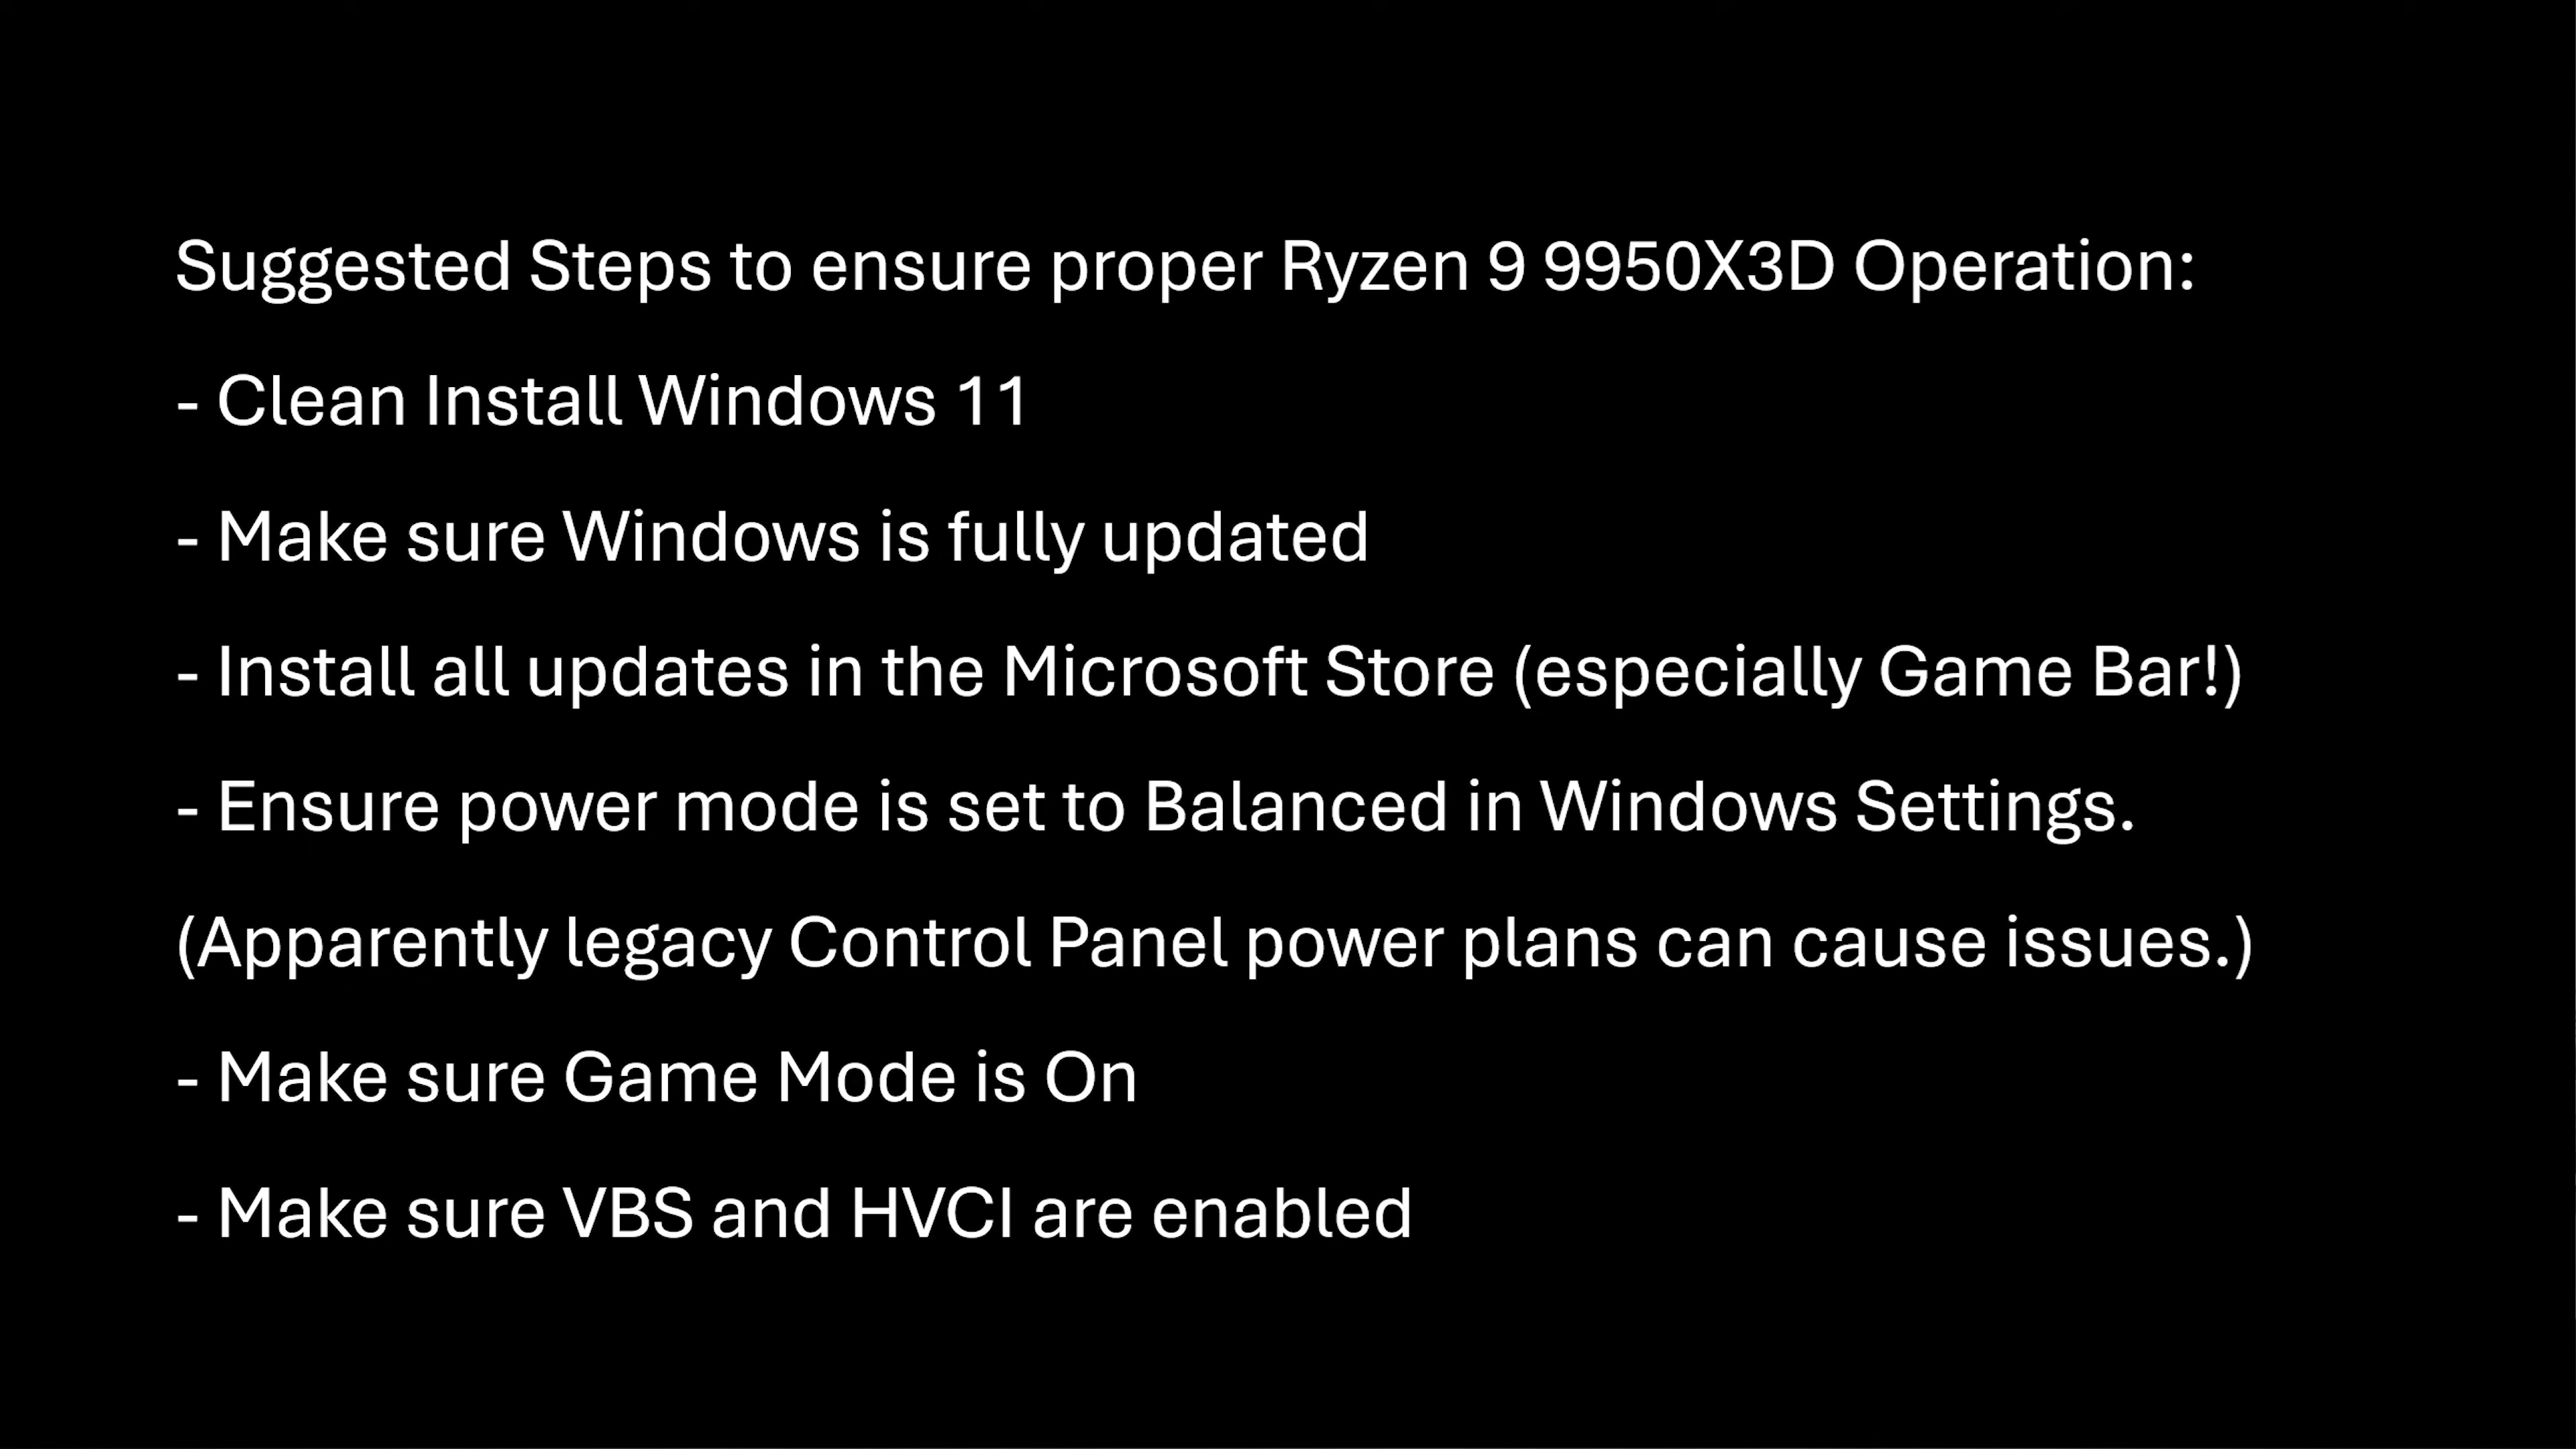 Suggested Steps to ensure proper Ryzen 9 9950X3D Operation:
- Clean Install Windows 11
- Make sure Windows is fully updated
- Install all updates in the Microsoft Store (especially Game Bar!)
- Ensure power mode is set to Balanced in Windows Settings.
(Apparently legacy Control Panel power plans can cause issues.)
- Make sure Game Mode is On
- Make sure VBS and HVCI are enabled